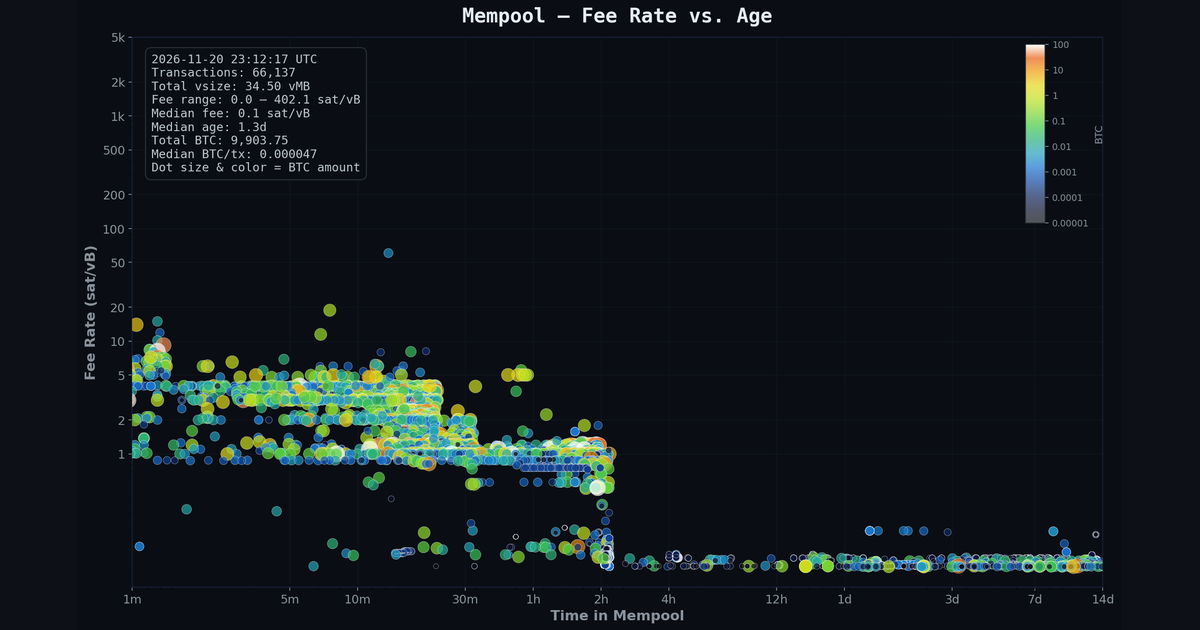 Mempool — Fee Rate vs. Age
2026-11-20 23:12:17 UTC
Transactions: 66,137
Total vsize: 34.50 vMB
Fee range: 0.0 – 402.1 sat/vB
Median fee: 0.1 sat/vB
Median age: 1.3d
Total BTC: 9,903.75
Median BTC/tx: 0.000047
Dot size & color = BTC amount
100
10
1
0.1
0.01
0.001
0.0001
0.00001
BTC
Fee Rate (sat/vB)
5k
2k
1k
500
200
100
50
20
10
5
2
1
1m
5m
10m
30m
1h
2h
4h
12h
1d
3d
7d
14d
Time in Mempool